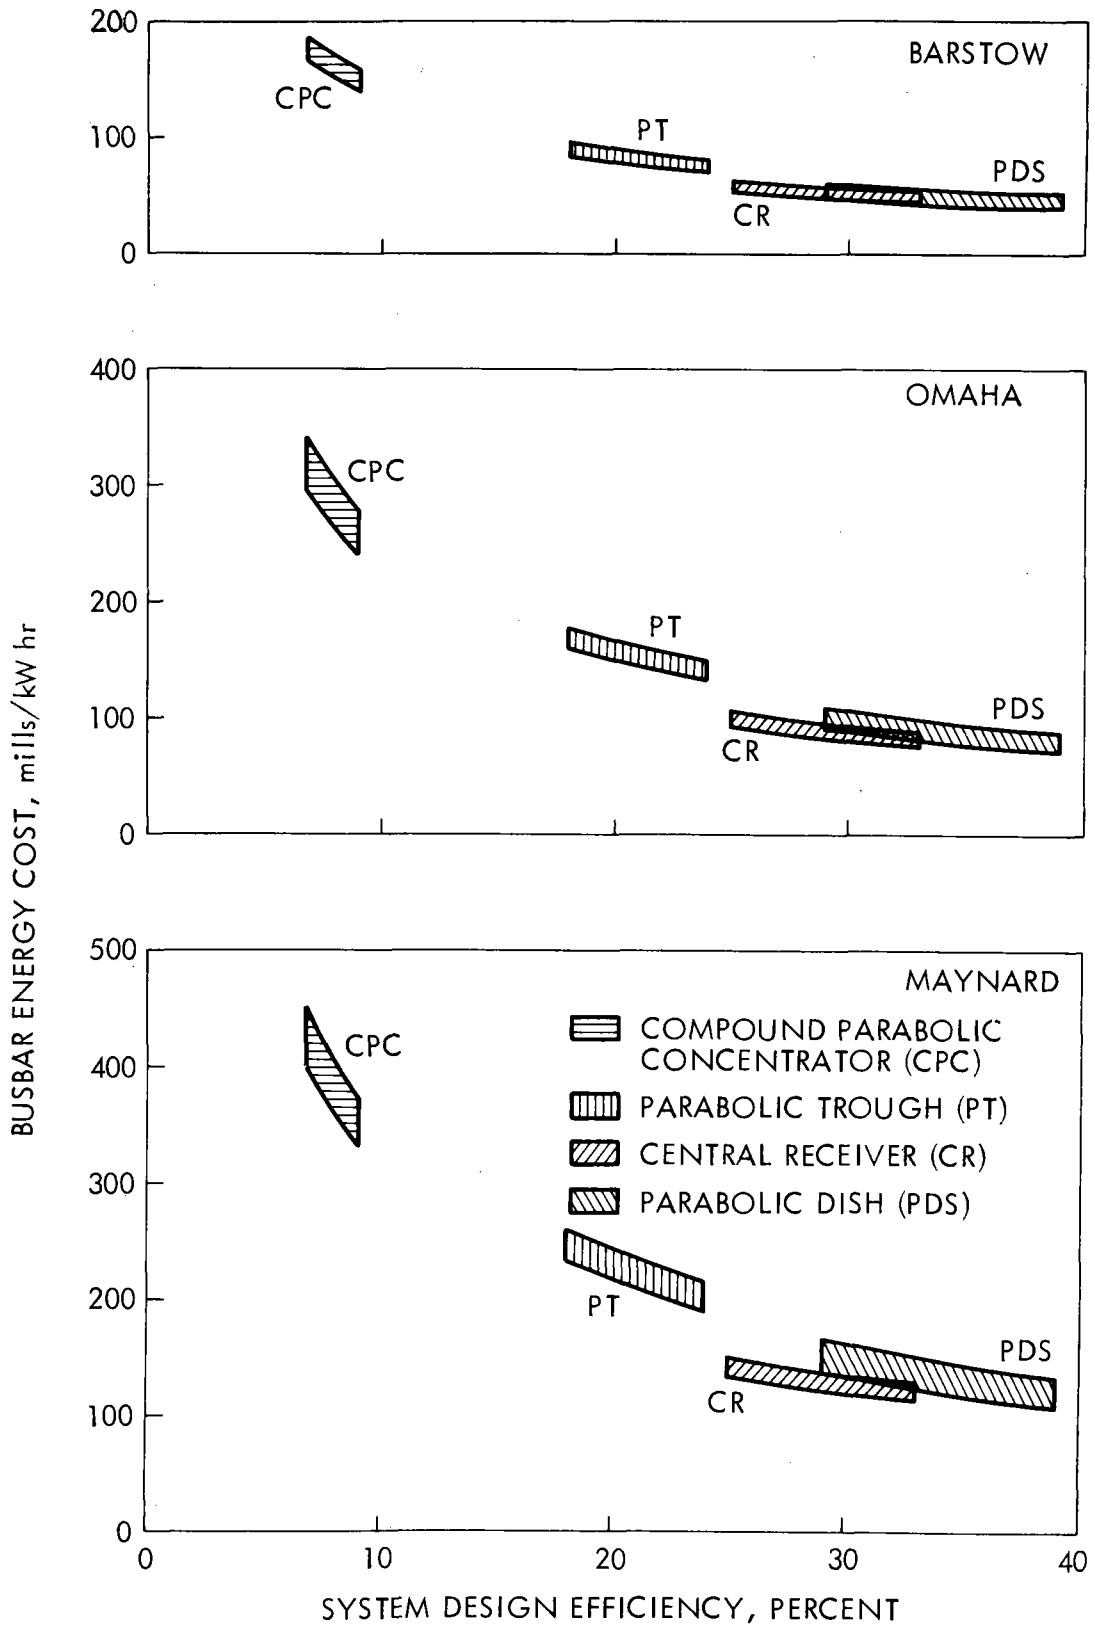 200
BARSTOW
CPC
PT
100
PDS
CR
0
400
OMAHA
CPC
300
200
PT
PDS
100
CR
0
BUSBAR ENERGY COST, mills/kW hr
500
MAYNARD
COMPOUND PARABOLIC
CONCENTRATOR (CPC)
CPC
400
PARABOLIC TROUGH (PT)
CENTRAL RECEIVER (CR)
300
PARABOLIC DISH (PDS)
200
PT
PDS
CR
100
0
0 10 20 30 40
SYSTEM DESIGN EFFICIENCY, PERCENT